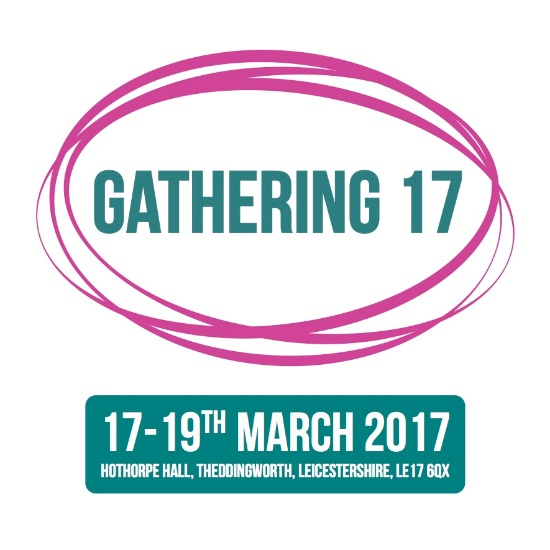 GATHERING 17
17-19TH MARCH 2017
HOTHORPE HALL, THEDDINGWORTH, LEICESTERSHIRE, LE17 6QX